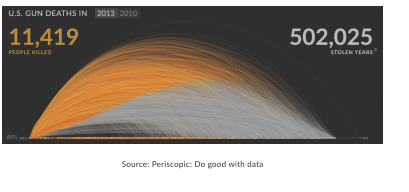 U.S. GUN DEATHS IN 2013 2010
11,419
PEOPLE KILLED
502,025
STOLEN YEARS
Source: Periscopic: Do good with data